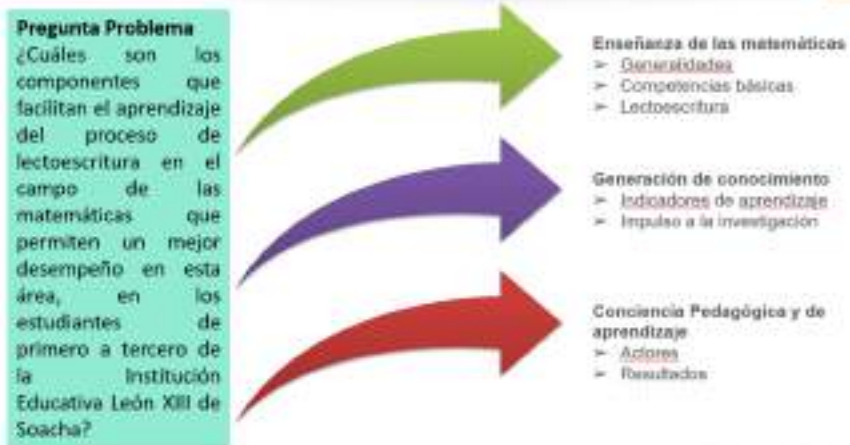 Pregunta Problema
¿Cuáles son los
componentes que
facilitan el aprendizaje
del proceso de
lectoescritura en el
campo de las
matemáticas que
permiten un mejor
desempeño en esta
área, en los
estudiantes de
primero a tercero de
la Institución
Educativa León XIII de
Soacha?
Enseñanza de las matemáticas
➢ Generalidades
➢ Competencias básicas
➢ Lectoescritura
Generación de conocimiento
➢ Indicadores de aprendizaje
➢ Impulso a la investigación
Conciencia Pedagógica y de
aprendizaje
➢ Actores
➢ Resultados